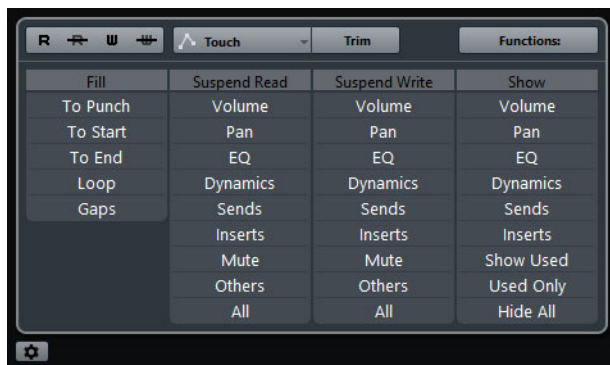 R R W W Touch Trim Functions:
Fill Suspend Read Suspend Write Show
To Punch Volume Volume Volume
To Start Pan Pan Pan
To End EQ EQ EQ
Loop Dynamics Dynamics Dynamics
Gaps Sends Sends Sends
Inserts Inserts Inserts
Mute Mute Show Used
Others Others Used Only
All All Hide All